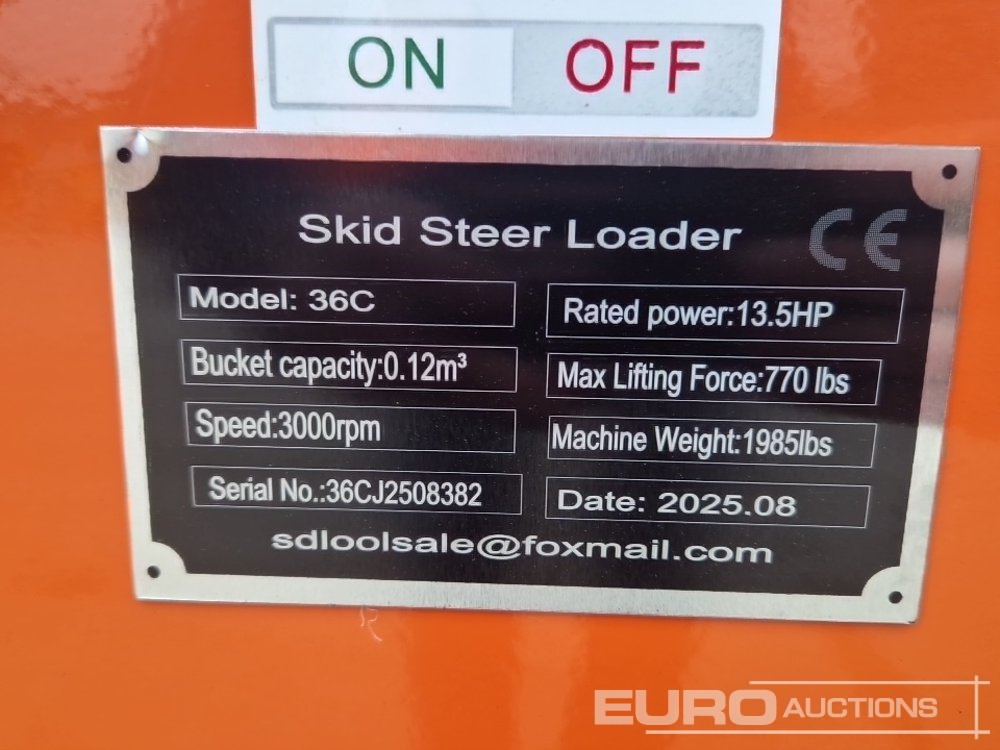 ON OFF
Skid Steer Loader CE
Model: 36C
Rated power:13.5HP
Bucket capacity:0.12m³
Max Lifting Force:770 lbs
Speed:3000rpm
Machine Weight:1985lbs
Serial No.:36CJ2508382
Date: 2025.08
sdloolsale@foxmail.com
EURO AUCTIONS